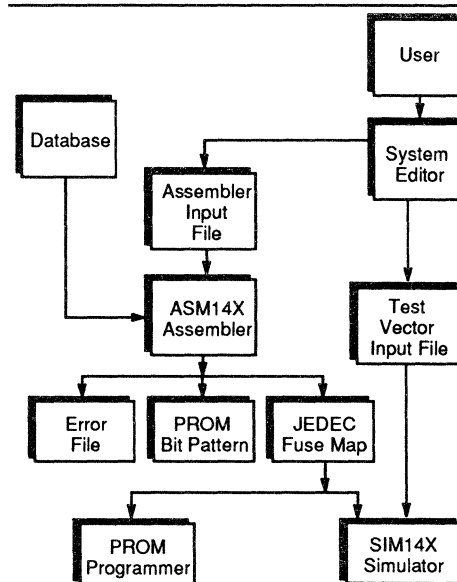 User
Database
System
Editor
Assembler
Input
File
ASM14X
Assembler
Test
Vector
Input File
Error
File
PROM
Bit Pattern
JEDEC
Fuse Map
PROM
Programmer
SIM14X
Simulator